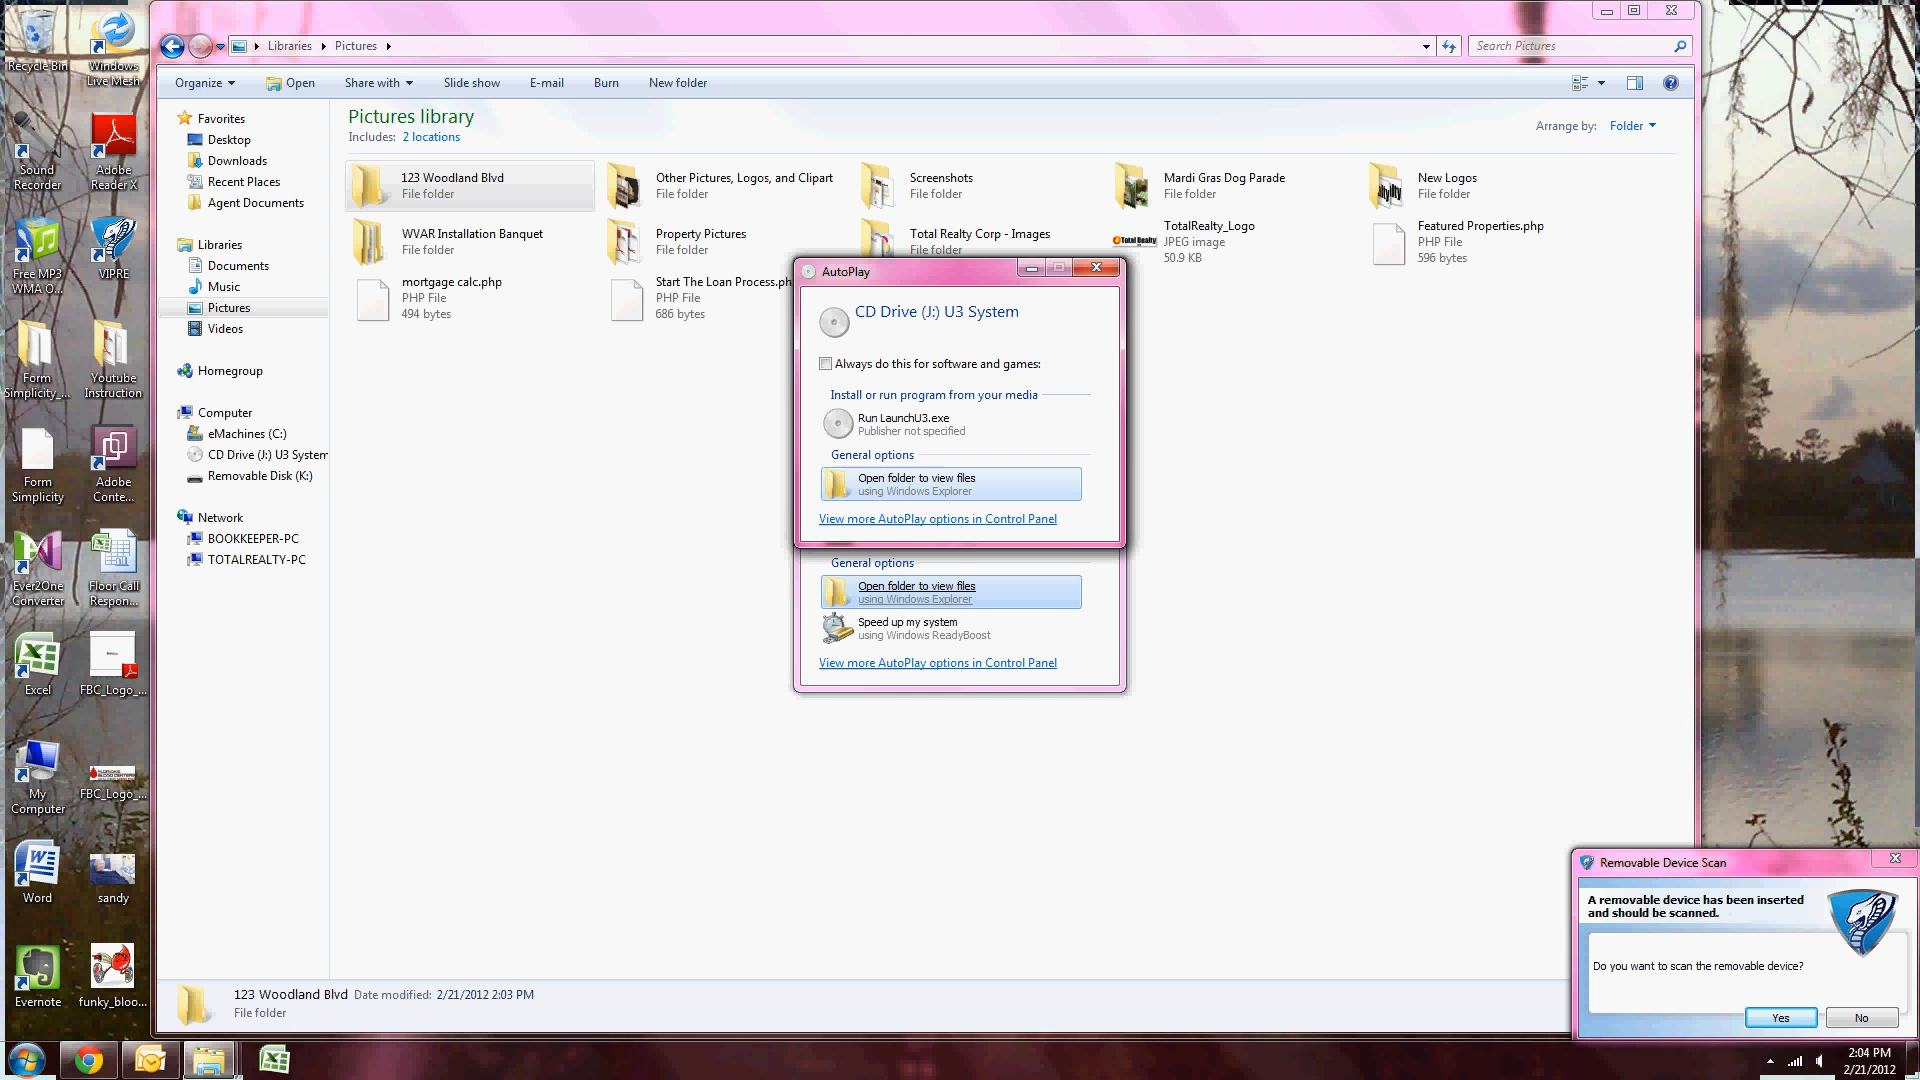 Recycle Bin
Windows
Live Mesh
Sound
Recorder
Adobe
Reader X
Free MP3
WMA O...
VIPRE
Form
Simplicity_...
Youtube
Instruction
Form
Simplicity
Adobe
Conte...
Ever2One
Converter
Floor Call
Respon...
Excel
FBC_Logo_...
My
Computer
FBC_Logo_...
Word
sandy
Evernote
funky_bloo...
Libraries
Pictures
Search Pictures
Organize
Open
Share with
Slide show
E-mail
Burn
New folder
Favorites
Desktop
Downloads
Recent Places
Agent Documents
Libraries
Documents
Music
Pictures
Videos
Homegroup
Computer
eMachines (C:)
CD Drive (J:) U3 System
Removable Disk (K:)
Network
BOOKKEEPER-PC
TOTALREALTY-PC
Pictures library
Includes: 2 locations
Arrange by: Folder
123 Woodland Blvd
File folder
Other Pictures, Logos, and Clipart
File folder
Screenshots
File folder
Mardi Gras Dog Parade
File folder
New Logos
File folder
WVAR Installation Banquet
File folder
Property Pictures
File folder
Total Realty Corp - Images
File folder
Total Realty
TotalRealty_Logo
JPEG image
50.9 KB
Featured Properties.php
PHP File
596 bytes
mortgage calc.php
PHP File
494 bytes
Start The Loan Process.ph
PHP File
686 bytes
AutoPlay
CD Drive (J:) U3 System
Always do this for software and games:
Install or run program from your media
Run LaunchU3.exe
Publisher not specified
General options
Open folder to view files
using Windows Explorer
View more AutoPlay options in Control Panel
General options
Open folder to view files
using Windows Explorer
Speed up my system
using Windows ReadyBoost
View more AutoPlay options in Control Panel
Removable Device Scan
A removable device has been inserted
and should be scanned.
Do you want to scan the removable device?
Yes
No
123 Woodland Blvd Date modified: 2/21/2012 2:03 PM
File folder
2:04 PM
2/21/2012